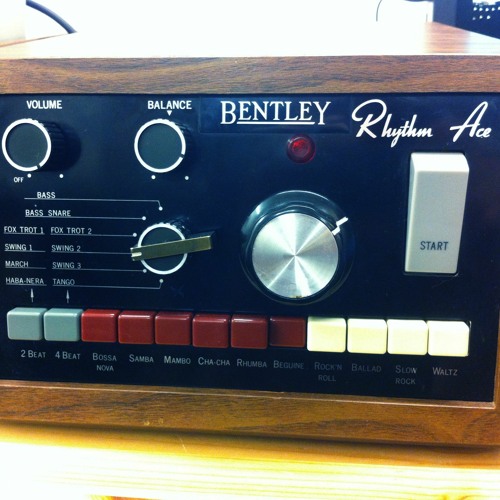 VOLUME
BALANCE
BENTLEY
Rhythm Ace
OFF
BASS
BASS SNARE
FOX TROT 1 FOX TROT 2
SWING 1 SWING 2
MARCH SWING 3
HABA-NERA TANGO
START
2 BEAT
4 BEAT
BOSSA
NOVA
SAMBA
MAMBO
CHA-CHA
RHUMBA
BEGUINE
ROCK'N
ROLL
BALLAD
SLOW
ROCK
WALTZ